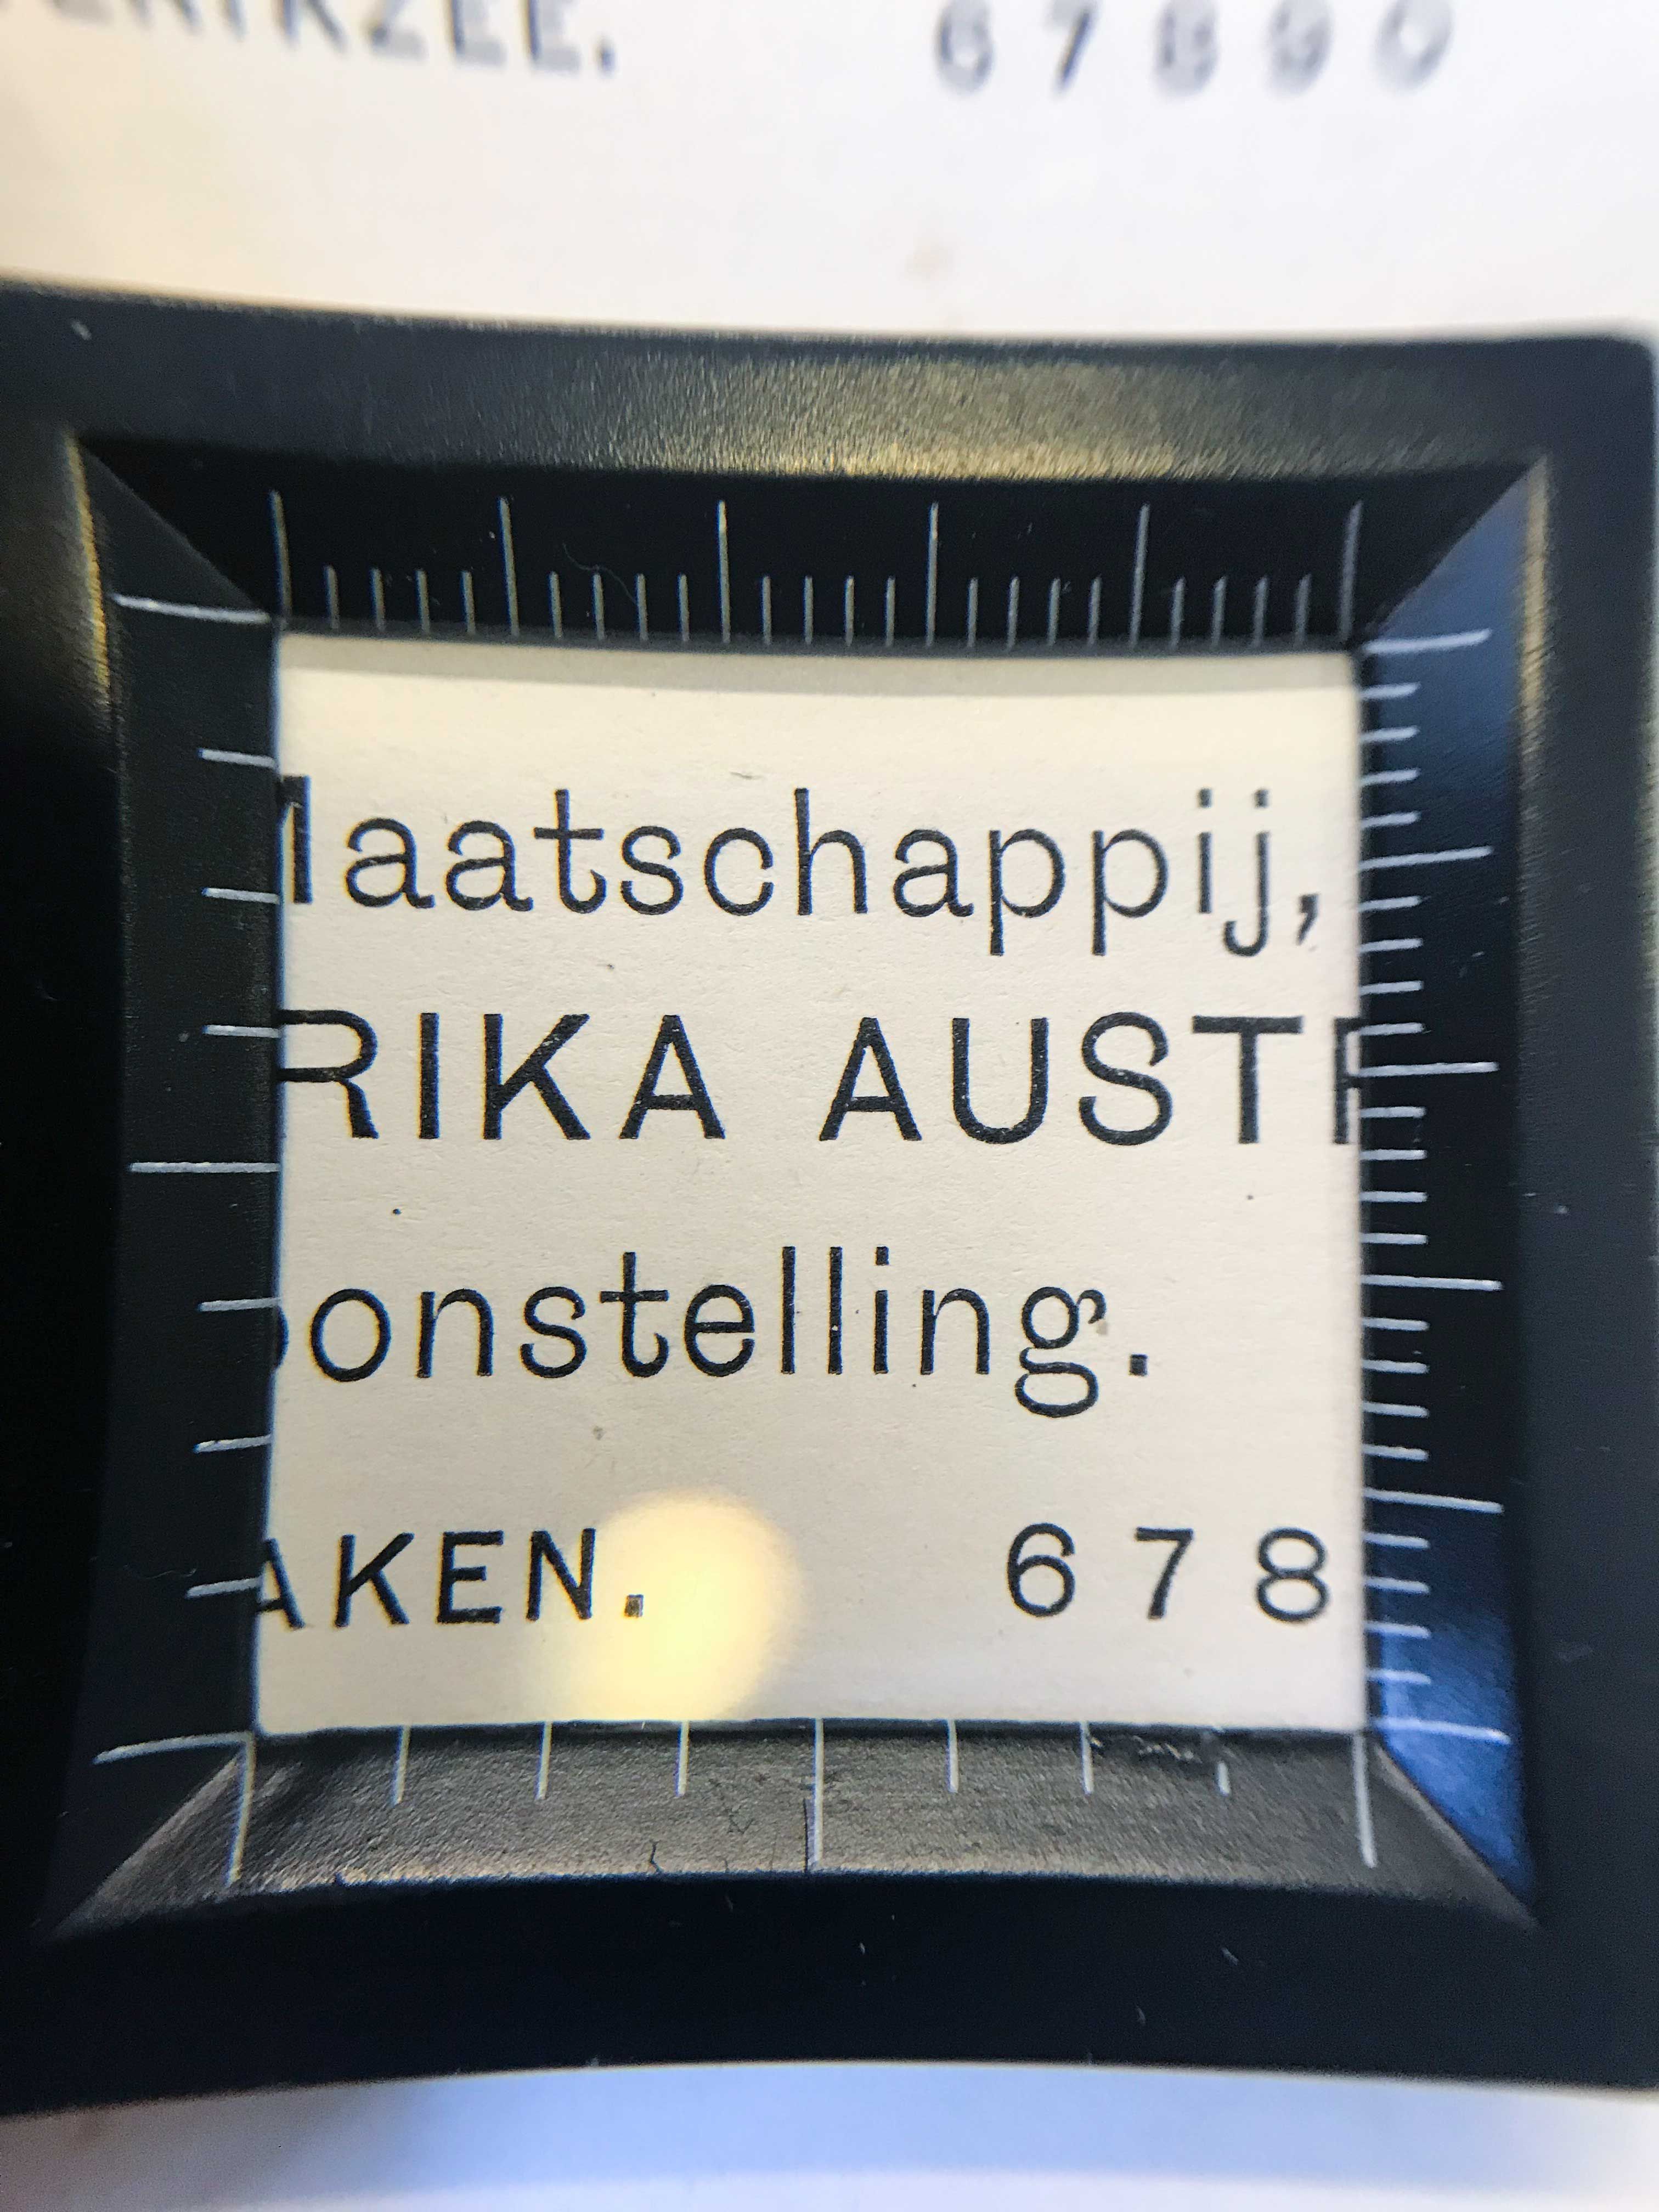 67890
Maatschappij,
RIKA AUST
onstelling.
AKEN. 678